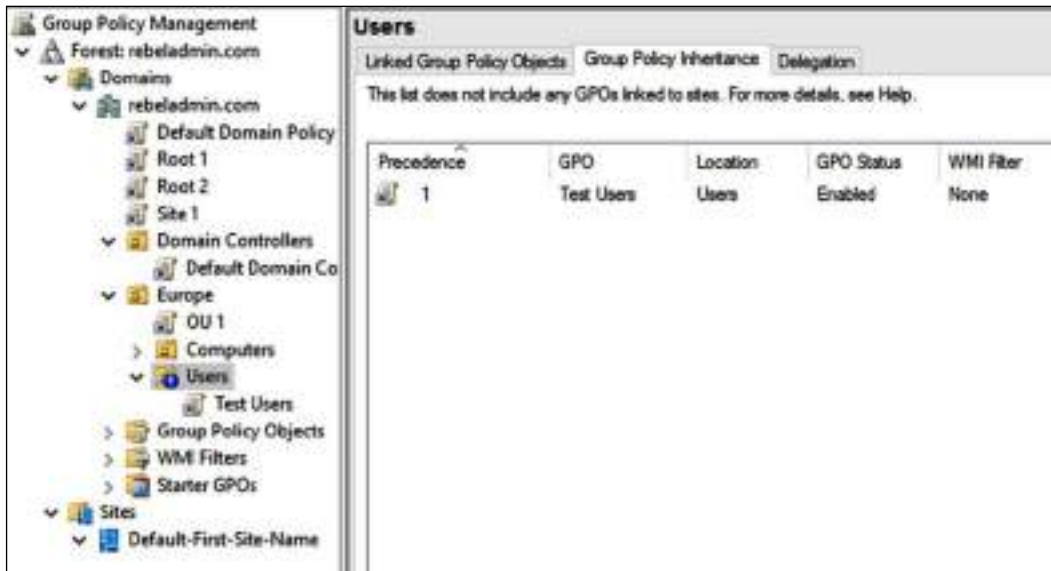 Group Policy Management
Forest: rebeladmin.com
Domains
rebeladmin.com
Default Domain Policy
Root 1
Root 2
Site 1
Domain Controllers
Default Domain Co
Europe
OU 1
Computers
Users
Test Users
Group Policy Objects
WMI Filters
Starter GPOs
Sites
Default-First-Site-Name
Users
Linked Group Policy Objects Group Policy Inheritance Delegation
This list does not include any GPOs linked to sites. For more details, see Help.
Precedence GPO Location GPO Status WMI Filter
1 Test Users Users Enabled None